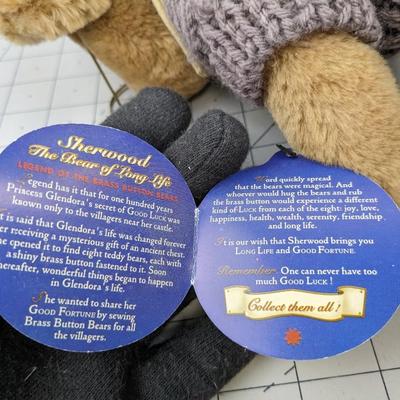 Sherwood
The Bear of Long Life
LEGEND OF THE BRASS BUTTON BEARS
Legend has it that for one hundred years
Princess Glendora's secret of GOOD LUCK was
known only to the villagers near her castle.
It is said that Glendora's life was changed forever
after receiving a mysterious gift of an ancient chest.
She opened it to find eight teddy bears, each with
a shiny brass button fastened to it. Soon
thereafter, wonderful things began to happen
in Glendora's life.
She wanted to share her
GOOD FORTUNE by sewing
Brass Button Bears for all
the villagers.
Word quickly spread
that the bears were magical. And
whoever would hug the bears and rub
the brass button would experience a different
kind of LUCK from each of the eight: joy, love,
happiness, health, wealth, serenity, friendship
and long life.
It is our wish that Sherwood brings you
LONG LIFE and GOOD FORTUNE.
Remember: One can never have too
much GOOD LUCK !
Collect them all !